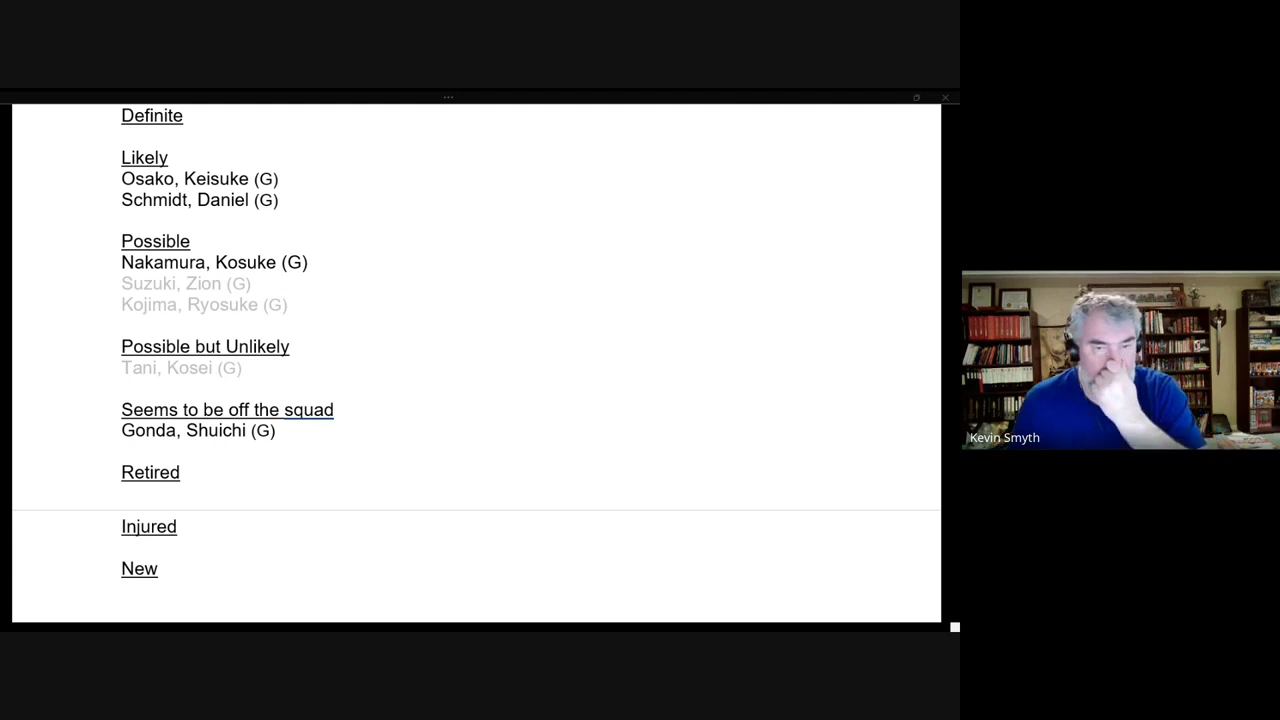 Definite
Likely
Osako, Keisuke (G)
Schmidt, Daniel (G)
Possible
Nakamura, Kosuke (G)
Suzuki, Zion (G)
Kojima, Ryosuke (G)
Possible but Unlikely
Tani, Kosei (G)
Seems to be off the squad
Gonda, Shuichi (G)
Retired
Injured
New
Kevin Smyth